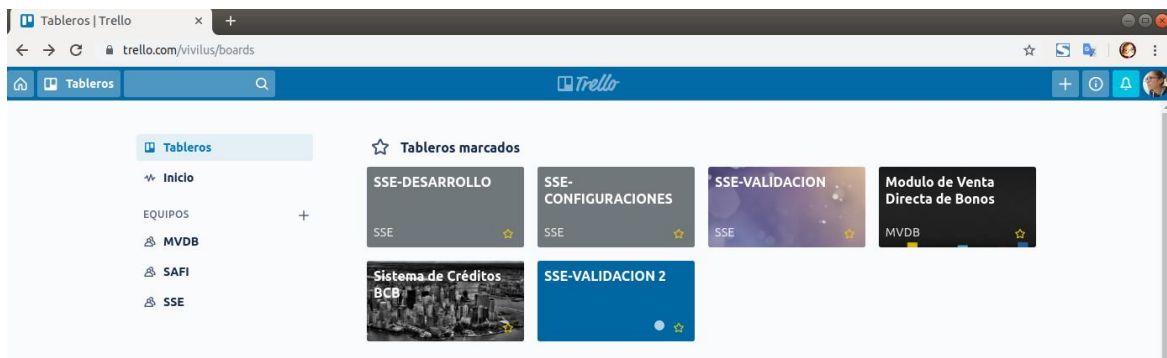 Tableros | Trello
trello.com/vivilus/boards
Tableros
Trello
Tableros
Inicio
EQUIPOS
MVDB
SAFI
SSE
Tableros marcados
SSE-DESARROLLO
SSE
SSE-
CONFIGURACIONES
SSE
SSE-VALIDACION
SSE
Modulo de Venta
Directa de Bonos
MVDB
Sistema de Créditos
BCB
SSE-VALIDACION 2